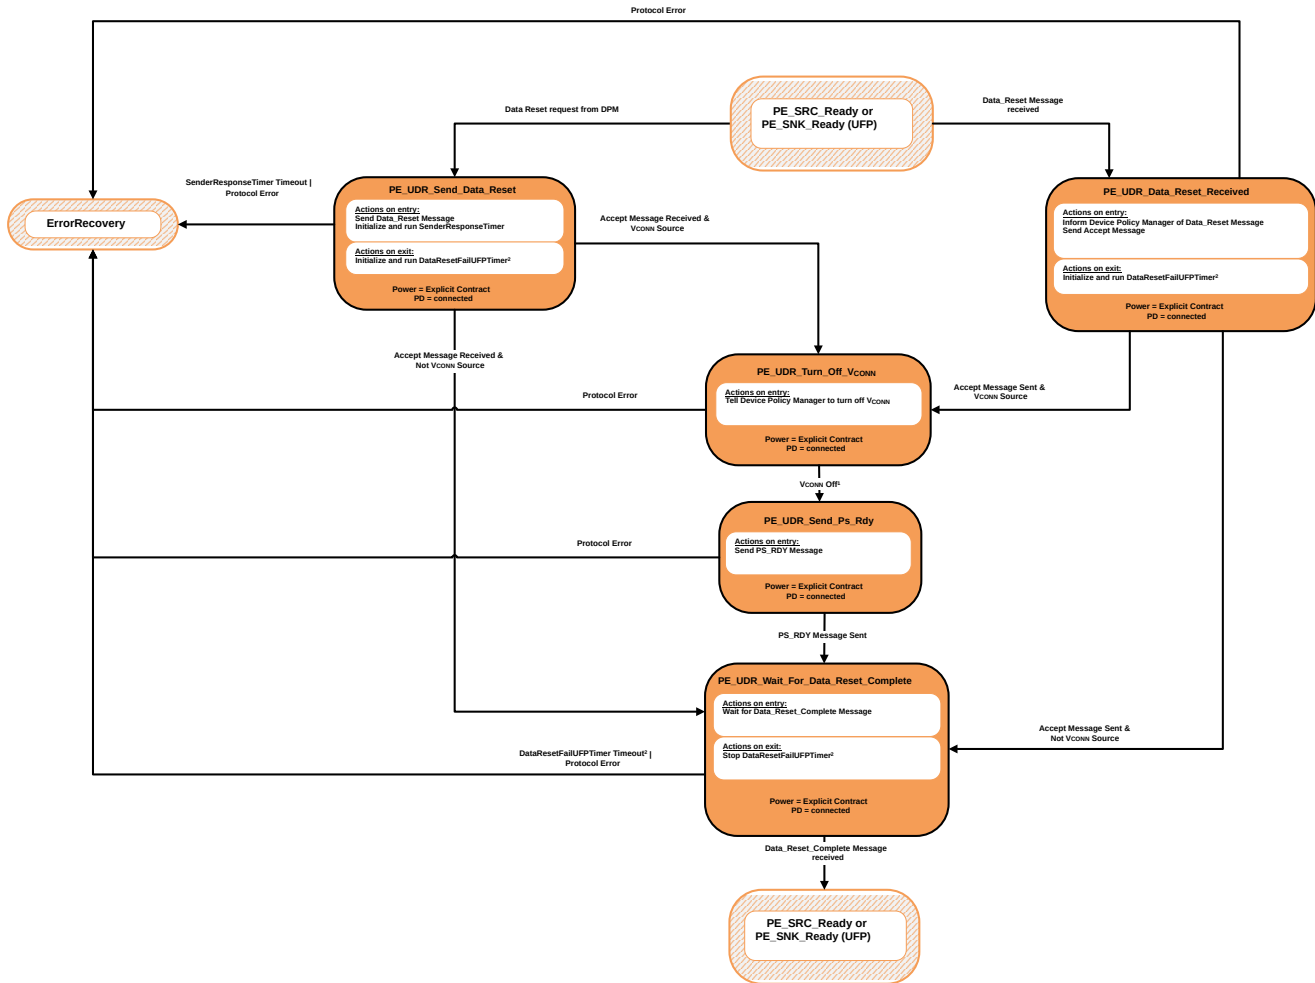 Protocol Error
PE_SRC_Ready or
PE_SNK_Ready (UFP)
Data Reset request from DPM
Data_Reset Message
received
SenderResponseTimer Timeout |
Protocol Error
ErrorRecovery
PE_UDR_Send_Data_Reset
Actions on entry:
Send Data_Reset Message
Initialize and run SenderResponseTimer
Actions on exit:
Initialize and run DataResetFailUFPTimer²
Power = Explicit Contract
PD = connected
Accept Message Received &
VCONN Source
PE_UDR_Data_Reset_Received
Actions on entry:
Inform Device Policy Manager of Data_Reset Message
Send Accept Message
Actions on exit:
Initialize and run DataResetFailUFPTimer²
Power = Explicit Contract
PD = connected
Accept Message Received &
Not VCONN Source
PE_UDR_Turn_Off_VCONN
Actions on entry:
Tell Device Policy Manager to turn off VCONN
Power = Explicit Contract
PD = connected
Protocol Error
Accept Message Sent &
VCONN Source
VCONN Off¹
PE_UDR_Send_Ps_Rdy
Actions on entry:
Send PS_RDY Message
Power = Explicit Contract
PD = connected
Protocol Error
PS_RDY Message Sent
PE_UDR_Wait_For_Data_Reset_Complete
Actions on entry:
Wait for Data_Reset_Complete Message
Actions on exit:
Stop DataResetFailUFPTimer²
Power = Explicit Contract
PD = connected
DataResetFailUFPTimer Timeout² |
Protocol Error
Accept Message Sent &
Not VCONN Source
Data_Reset_Complete Message
received
PE_SRC_Ready or
PE_SNK_Ready (UFP)